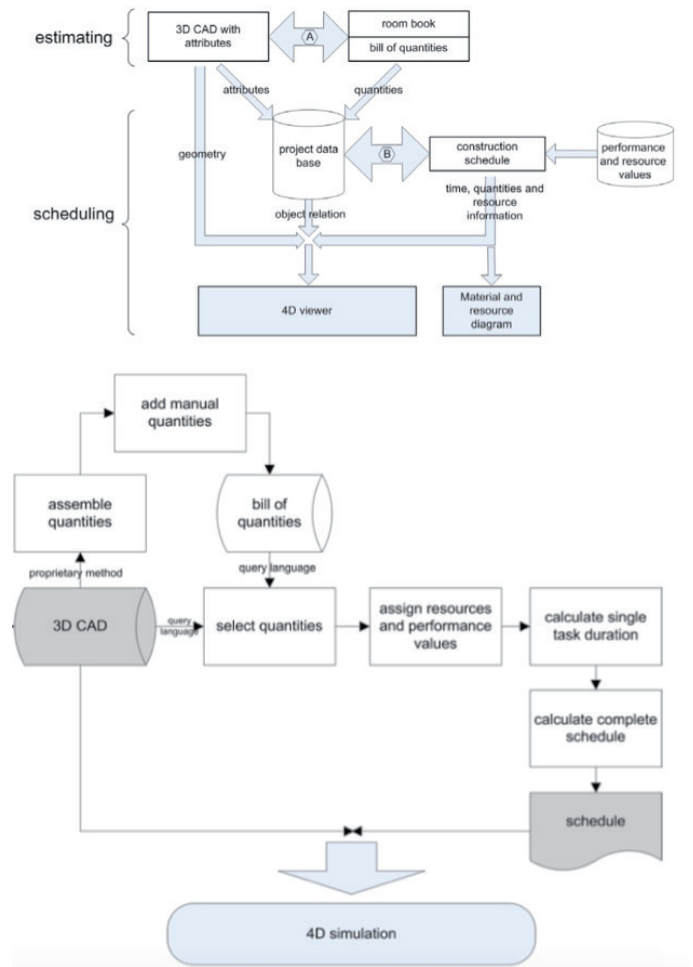 estimating
3D CAD with
attributes
A
room book
bill of quantities
attributes
quantities
scheduling
geometry
project data
base
B
construction
schedule
performance
and resource
values
object relation
time, quantities and
resource
information
4D viewer
Material and
resource
diagram
add manual
quantities
assemble
quantities
bill of
quantities
proprietary method
query language
3D CAD
query
language
select quantities
assign resources
and performance
values
calculate single
task duration
calculate complete
schedule
schedule
4D simulation